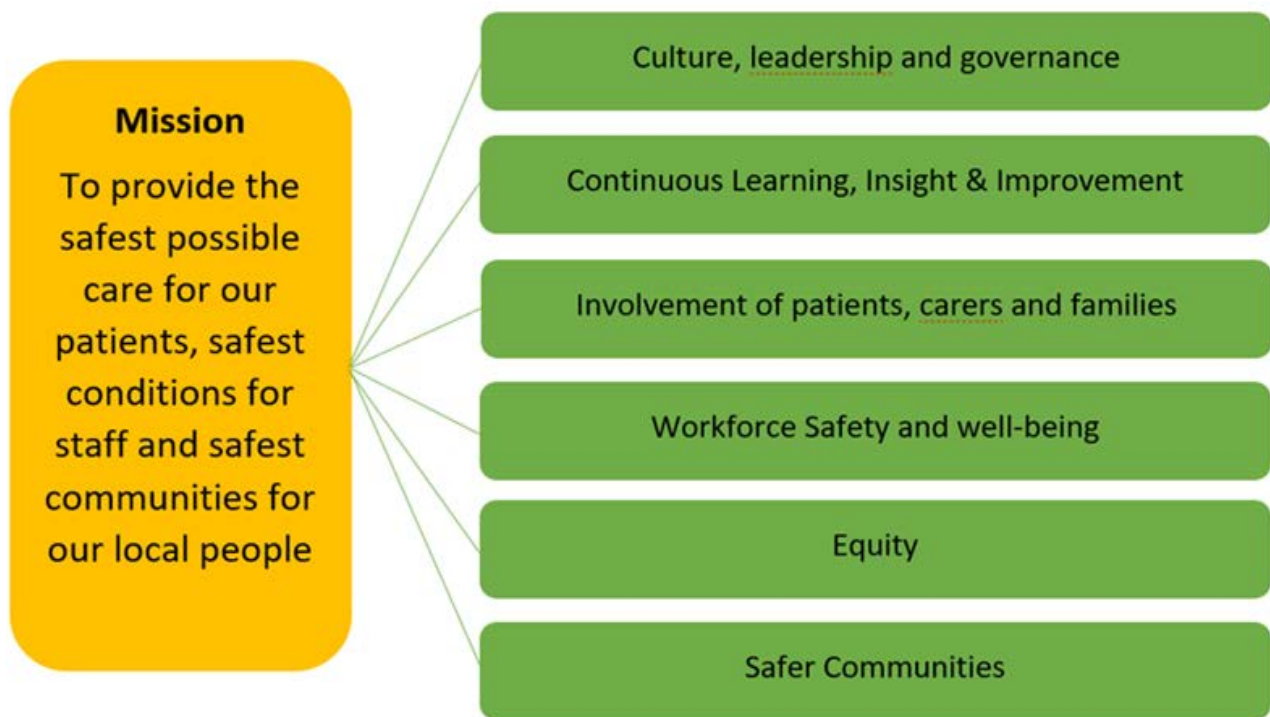 Mission
To provide the
safest possible
care for our
patients, safest
conditions for
staff and safest
communities for
our local people
Culture, leadership and governance
Continuous Learning, Insight & Improvement
Involvement of patients, carers and families
Workforce Safety and well-being
Equity
Safer Communities